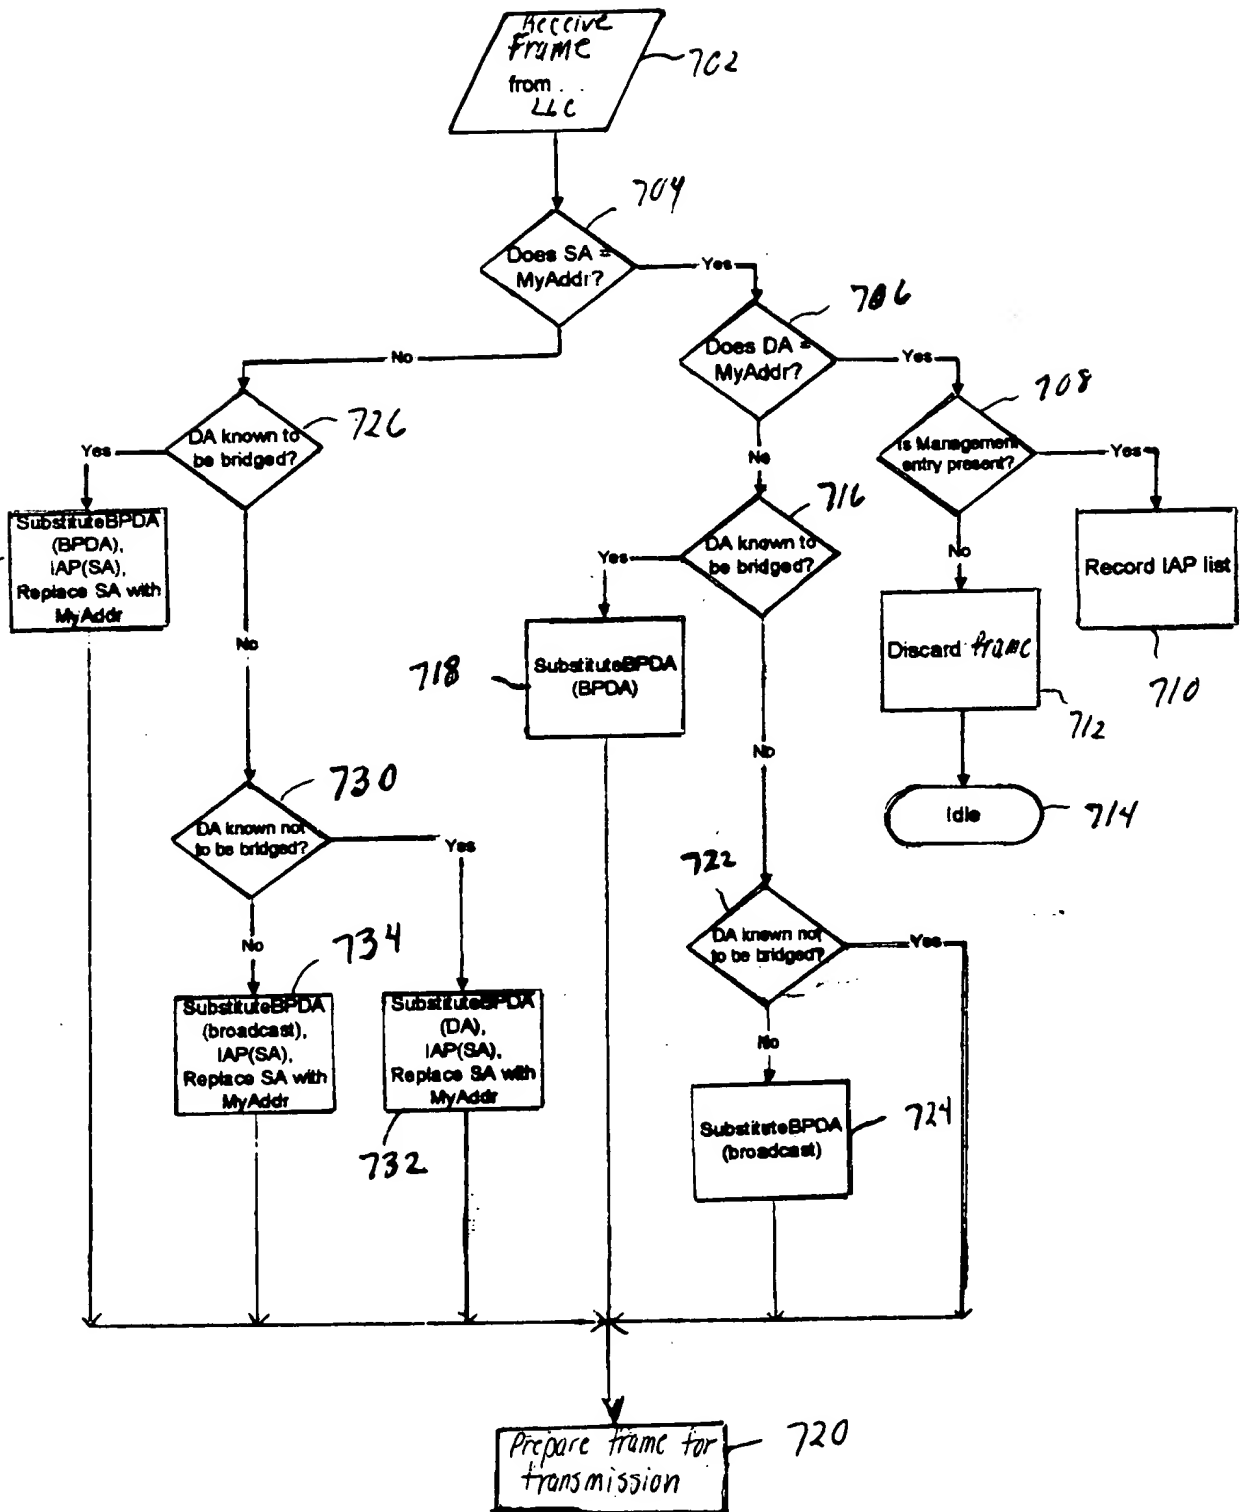 Receive
Frame
from
LLC
702
704
Does SA =
MyAddr?
Yes
706
Does DA =
MyAddr?
Yes
708
Is Management
entry present?
Yes
No
726
DA known to
be bridged?
Yes
No
716
DA known to
be bridged?
Yes
No
SubstituteBPDA
(BPDA),
IAP(SA),
Replace SA with
MyAddr
Record IAP list
710
No
Discard frame
712
718
SubstituteBPDA
(BPDA)
No
No
Idle
714
730
DA known not
to be bridged?
Yes
722
DA known not
to be bridged?
Yes
No
734
SubstituteBPDA
(broadcast),
IAP(SA),
Replace SA with
MyAddr
SubstituteBPDA
(DA),
IAP(SA),
Replace SA with
MyAddr
732
No
SubstituteBPDA
(broadcast)
724
Prepare frame for
transmission
720